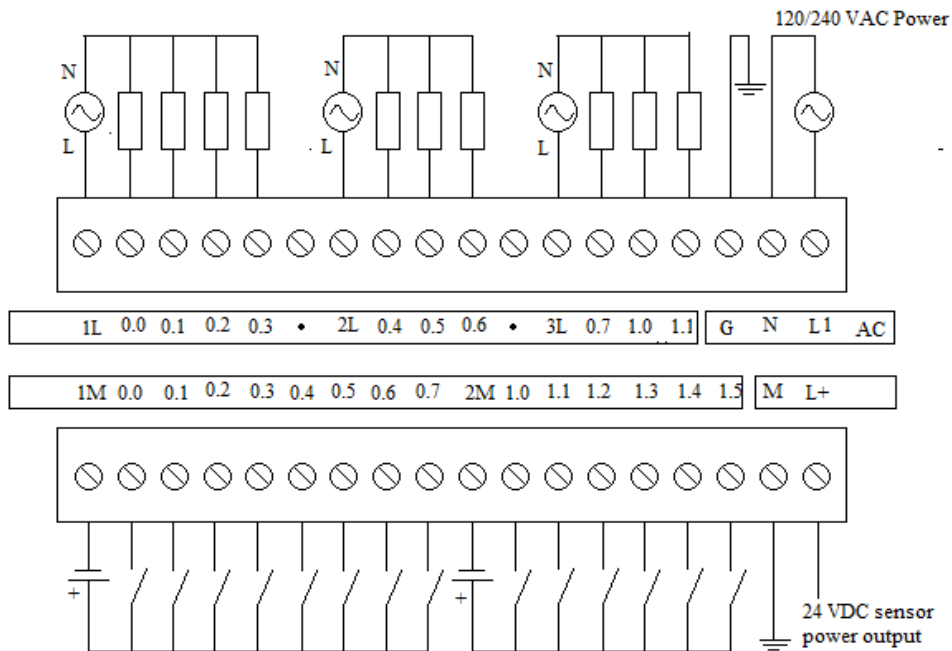 120/240 VAC Power
N N N
L L L
1L 0.0 0.1 0.2 0.3 • 2L 0.4 0.5 0.6 • 3L 0.7 1.0 1.1 G N L1 AC
1M 0.0 0.1 0.2 0.3 0.4 0.5 0.6 0.7 2M 1.0 1.1 1.2 1.3 1.4 1.5 M L+
+ +
24 VDC sensor
power output